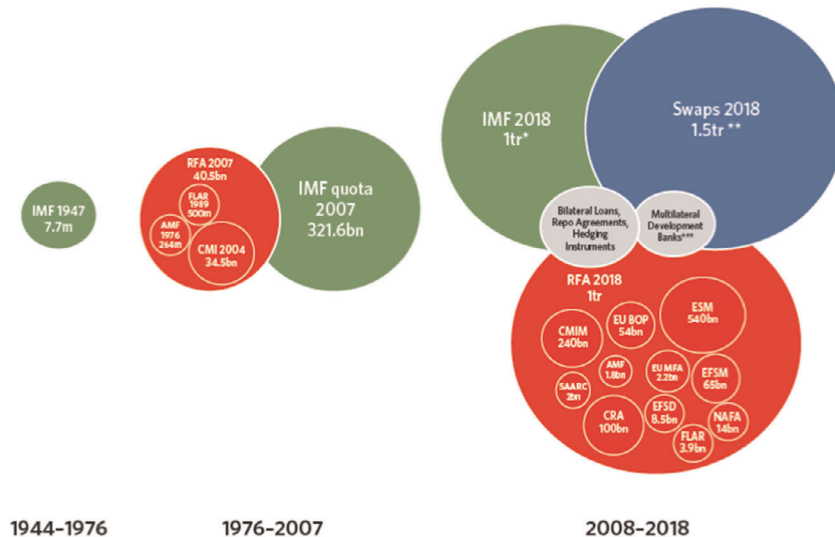 IMF 1947
7.7m
RFA 2007
40.5bn
FLAR
1989
500m
AMF
1976
264m
CMI 2004
34.5bn
IMF quota
2007
321.6bn
IMF 2018
1tr*
Swaps 2018
1.5tr **
Bilateral Loans,
Repo Agreements,
Hedging
Instruments
Multilateral
Development
Banks***
RFA 2018
1tr
ESM
540bn
EU BOP
54bn
CMIM
240bn
AMF
1.8bn
EU MFA
2.2bn
EFSM
65bn
SAARC
2bn
CRA
100bn
EFSD
8.5bn
NAFA
14bn
FLAR
3.9bn
1944–1976
1976–2007
2008–2018